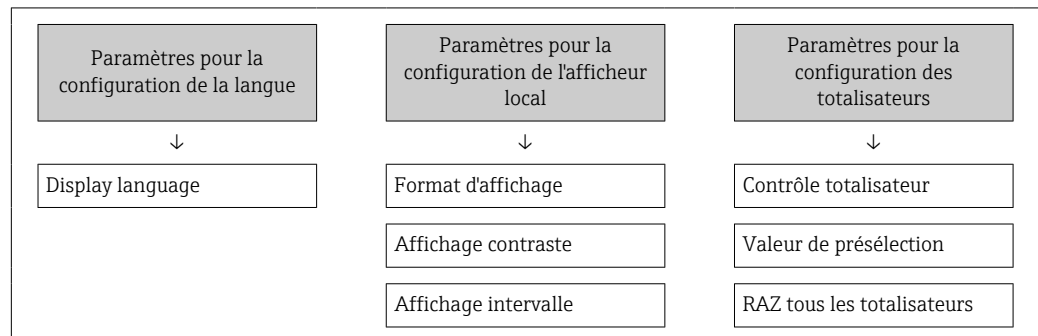 Paramètres pour la
configuration de la langue
↓
Display language
Paramètres pour la
configuration de l'afficheur
local
↓
Format d'affichage
Affichage contraste
Affichage intervalle
Paramètres pour la
configuration des
totalisateurs
↓
Contrôle totalisateur
Valeur de présélection
RAZ tous les totalisateurs